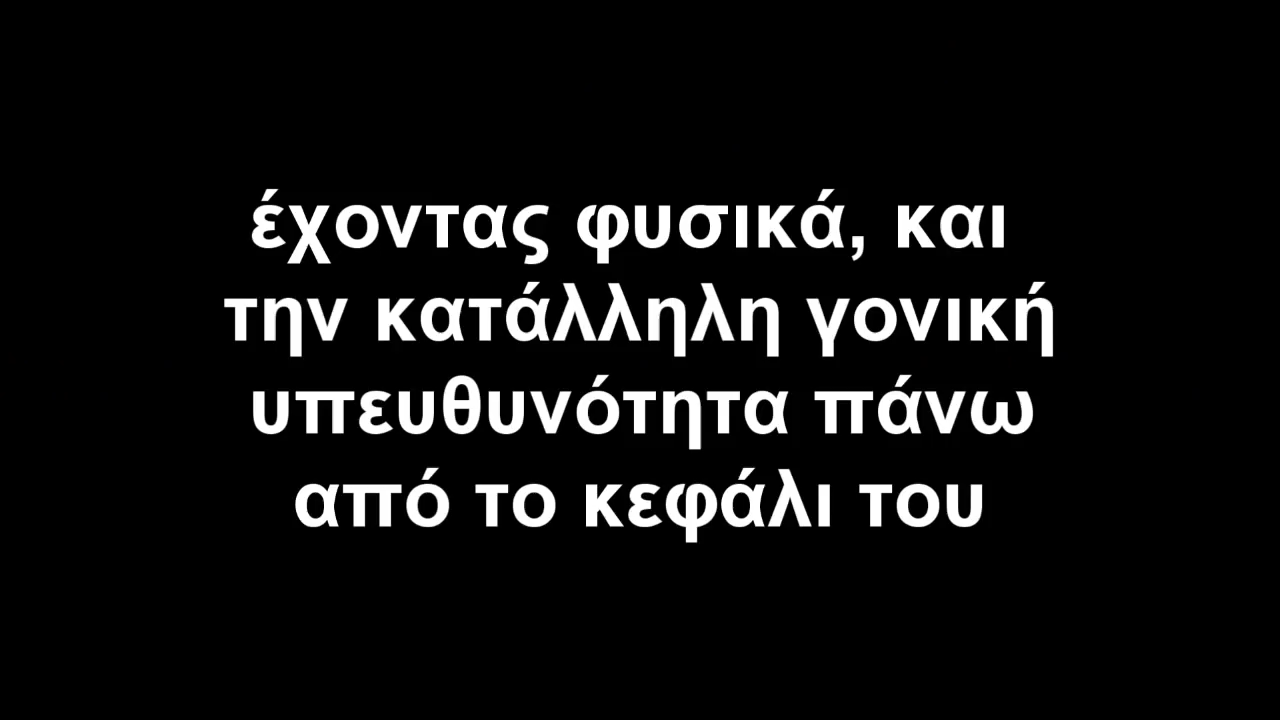 έχοντας φυσικά, και
την κατάλληλη γονική
υπευθυνότητα πάνω
από το κεφάλι του